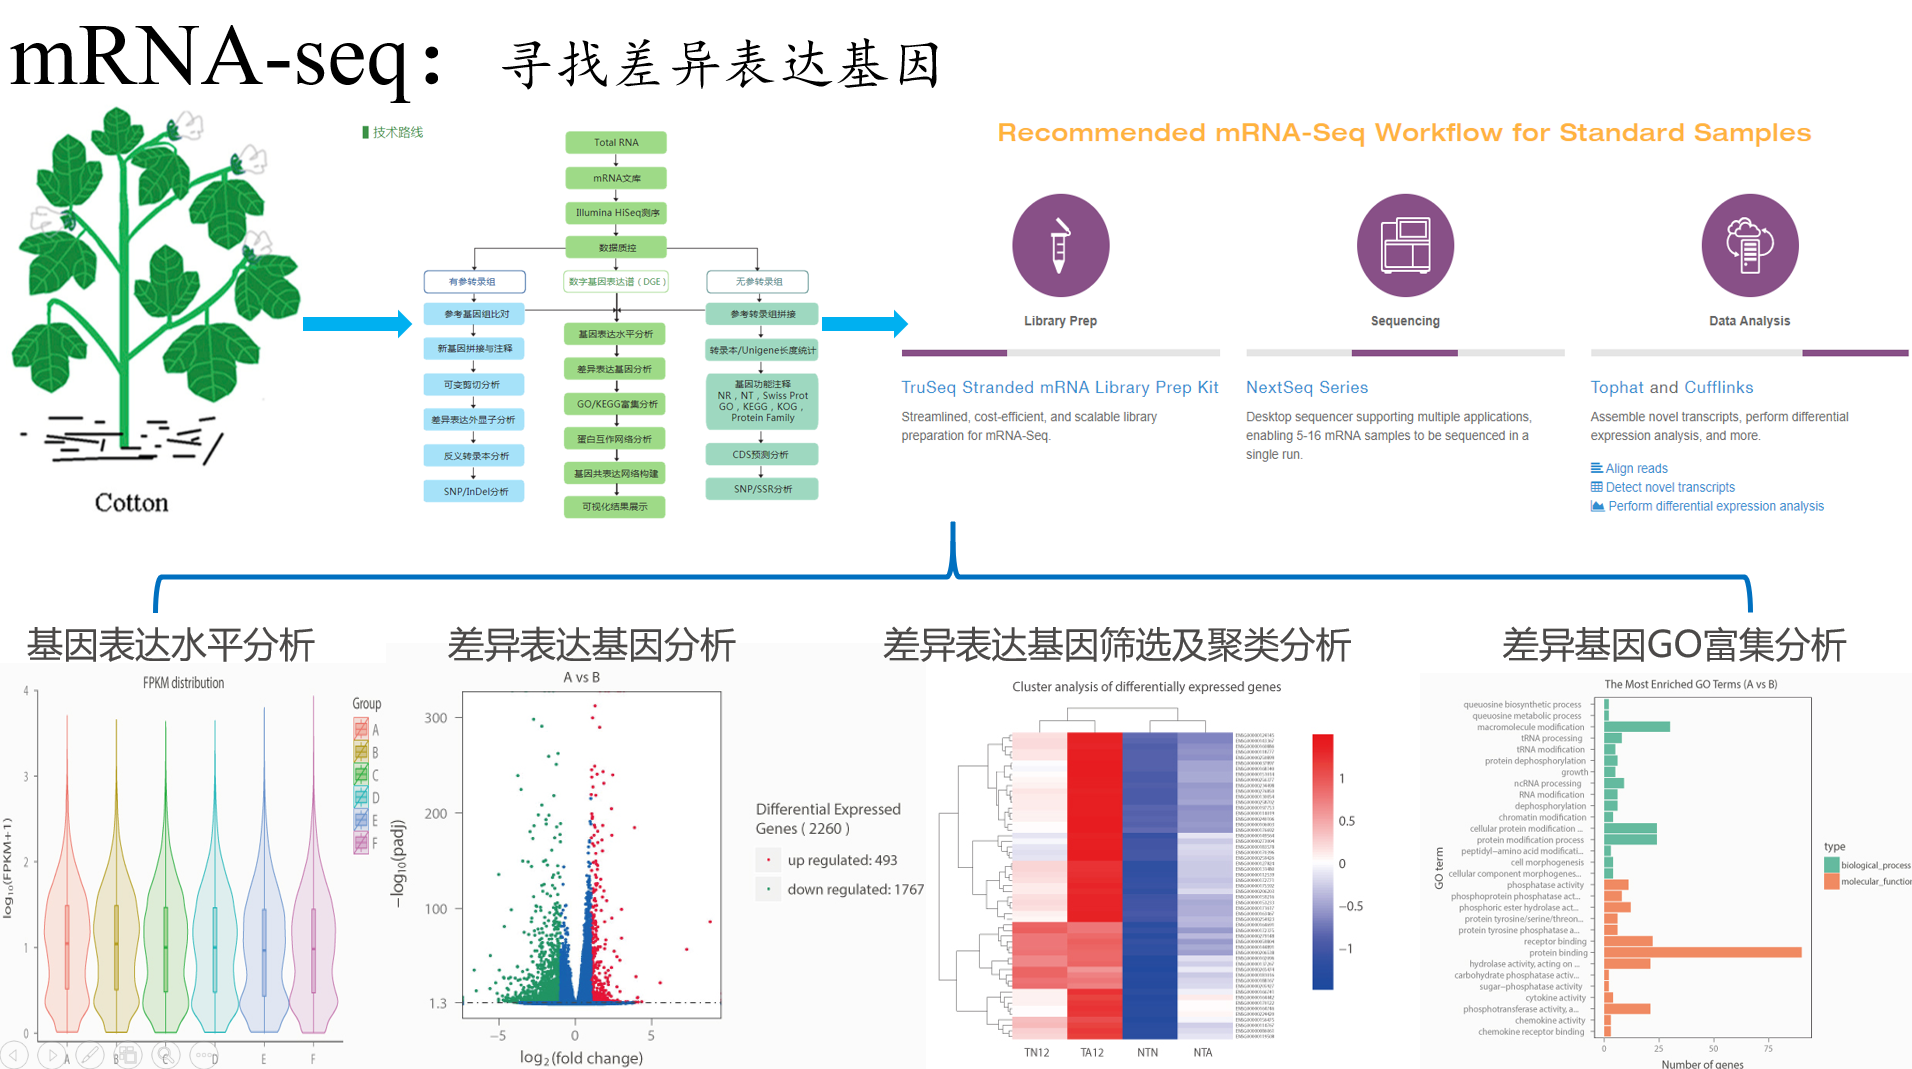 mRNA-seq：寻找差异表达基因
Cotton
技术路线
Total RNA
mRNA文库
Illumina HiSeq测序
数据质控
有参转录组
数字基因表达谱（DGE）
无参转录组
参考基因组比对
新基因拼接与注释
可变剪切分析
差异表达外显子分析
反义转录本分析
SNP/InDel分析
基因表达水平分析
差异表达基因分析
GO/KEGG富集分析
蛋白互作网络分析
基因共表达网络构建
可视化结果展示
参考转录组拼接
转录本/Unigene长度统计
基因功能注释
NR，NT，Swiss Prot
GO，KEGG，KOG，
Protein Family
CDS预测分析
SNP/SSR分析
Recommended mRNA-Seq Workflow for Standard Samples
Library Prep
TruSeq Stranded mRNA Library Prep Kit
Streamlined, cost-efficient, and scalable library
preparation for mRNA-Seq.
Sequencing
NextSeq Series
Desktop sequencer supporting multiple applications,
enabling 5-16 mRNA samples to be sequenced in a
single run.
Data Analysis
Tophat and Cufflinks
Assemble novel transcripts, perform differential
expression analysis, and more.
Align reads
Detect novel transcripts
Perform differential expression analysis
基因表达水平分析
FPKM distribution
log10(FPKM+1)
4
3
2
1
0
A
B
C
D
E
F
Group
A
B
C
D
E
F
差异表达基因分析
A vs B
−log10(padj)
300
200
100
1.3
−5
0
5
log2(fold change)
Differential Expressed
Genes ( 2260 )
up regulated: 493
down regulated: 1767
差异表达基因筛选及聚类分析
Cluster analysis of differentially expressed genes
TN12
TA12
NTN
NTA
1
0.5
0
−0.5
−1
差异基因GO富集分析
The Most Enriched GO Terms (A vs B)
GO term
queuosine biosynthetic process
queuosine metabolic process
macromolecule modification
tRNA processing
tRNA modification
protein dephosphorylation
growth
ncRNA processing
RNA modification
dephosphorylation
chromatin modification
cellular protein modification ...
protein modification process
peptidyl−amino acid modificati...
cell morphogenesis
cellular component morphogenes...
phosphatase activity
phosphoprotein phosphatase act...
phosphoric ester hydrolase act...
protein tyrosine/serine/threon...
protein tyrosine phosphatase a...
receptor binding
protein binding
hydrolase activity, acting on ...
carbohydrate phosphatase activ...
sugar−phosphatase activity
cytokine activity
phosphotransferase activity, a...
chemokine activity
chemokine receptor binding
0
25
50
75
Number of genes
type
biological_process
molecular_function